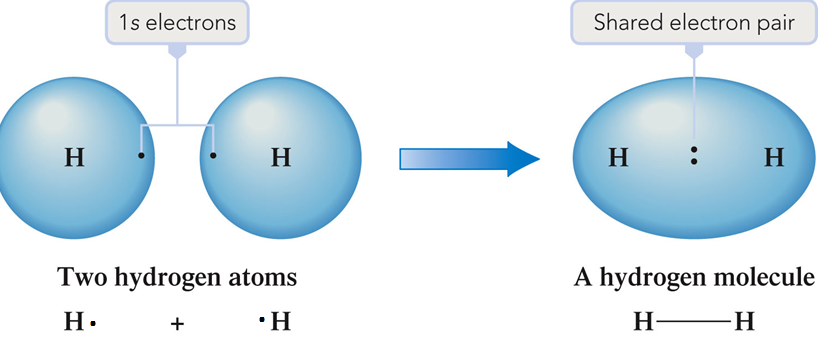 1s electrons
Shared electron pair
H
H
H : H
Two hydrogen atoms
A hydrogen molecule
H· + ·H
H—H